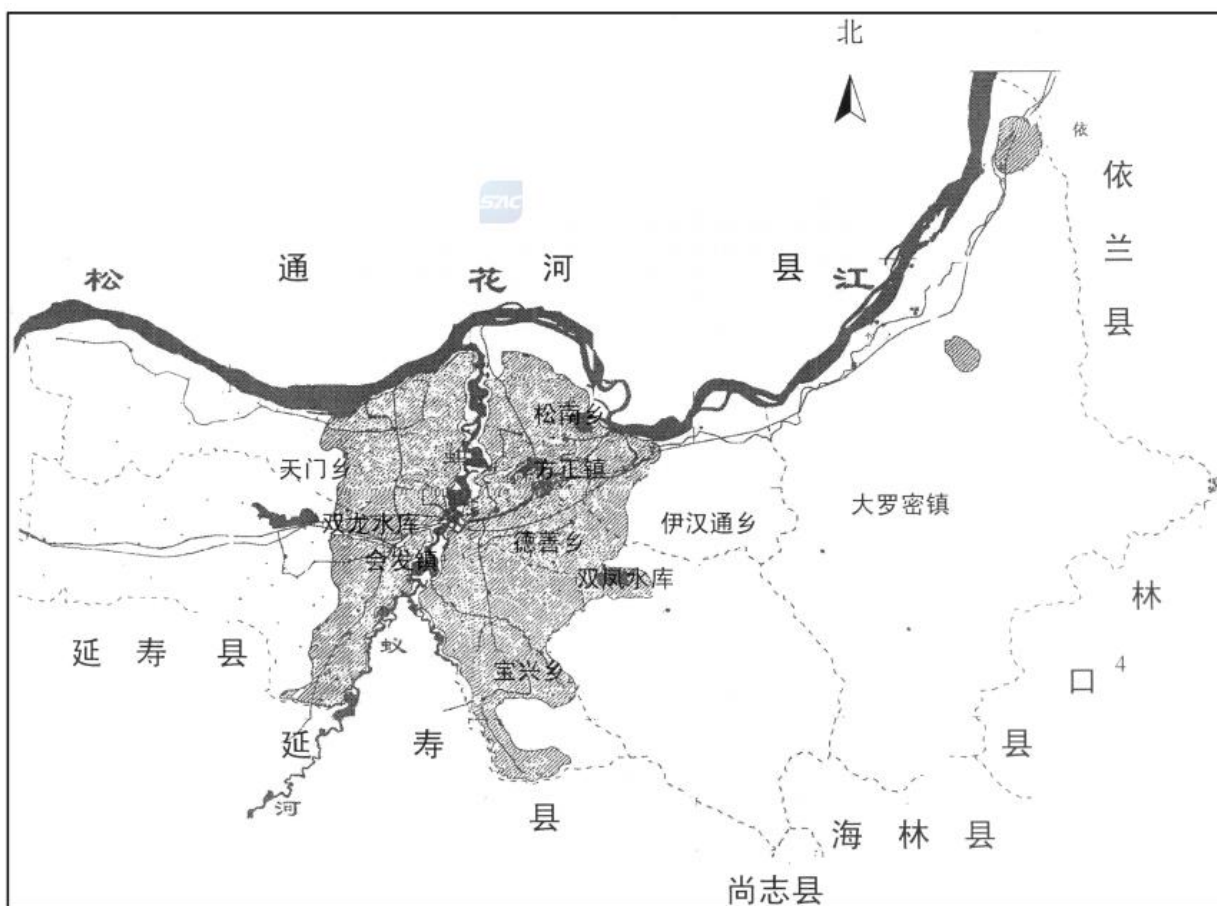 北
依
SAC
依兰县
松花江
通河县
松南乡
天门乡
方正镇
双龙水库
伊汉通乡
大罗密镇
德善乡
会发镇
双凤水库
林口县
4
延寿县
蚁
宝兴乡
延寿县
河
海林县
尚志县